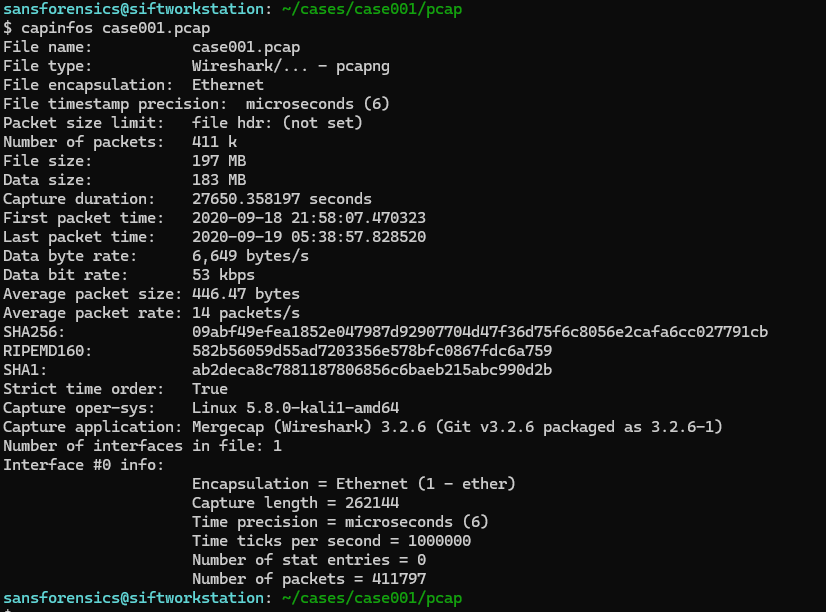 sansforensics@siftworkstation: ~/cases/case001/pcap
$ capinfos case001.pcap
File name:           case001.pcap
File type:           Wireshark/... - pcapng
File encapsulation:  Ethernet
File timestamp precision:  microseconds (6)
Packet size limit:   file hdr: (not set)
Number of packets:   411 k
File size:           197 MB
Data size:           183 MB
Capture duration:    27650.358197 seconds
First packet time:   2020-09-18 21:58:07.470323
Last packet time:    2020-09-19 05:38:57.828520
Data byte rate:      6,649 bytes/s
Data bit rate:       53 kbps
Average packet size: 446.47 bytes
Average packet rate: 14 packets/s
SHA256:              09abf49efea1852e047987d92907704d47f36d75f6c8056e2cafa6cc027791cb
RIPEMD160:           582b56059d55ad7203356e578bfc0867fdc6a759
SHA1:                ab2deca8c7881187806856c6baeb215abc990d2b
Strict time order:   True
Capture oper-sys:    Linux 5.8.0-kali1-amd64
Capture application: Mergecap (Wireshark) 3.2.6 (Git v3.2.6 packaged as 3.2.6-1)
Number of interfaces in file: 1
Interface #0 info:
                     Encapsulation = Ethernet (1 - ether)
                     Capture length = 262144
                     Time precision = microseconds (6)
                     Time ticks per second = 1000000
                     Number of stat entries = 0
                     Number of packets = 411797
sansforensics@siftworkstation: ~/cases/case001/pcap